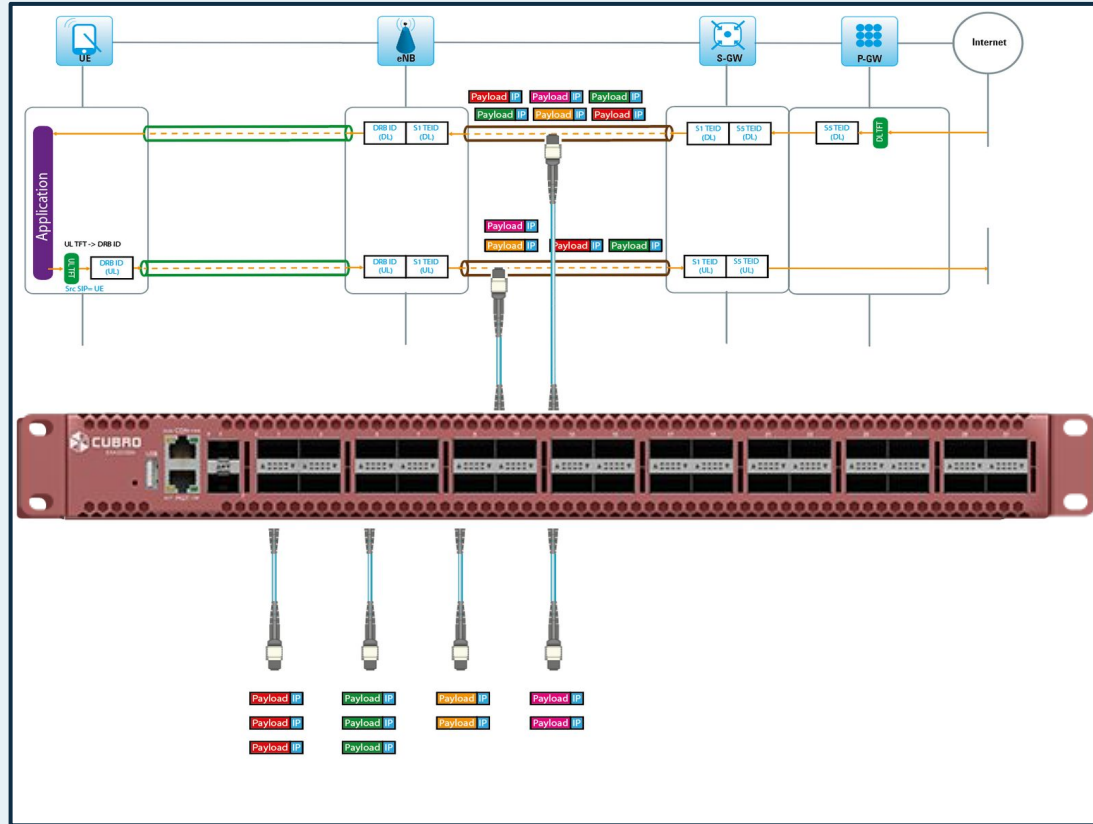 UE
eNB
S-GW
P-GW
Internet
Payload IP Payload IP Payload IP
Payload IP Payload IP Payload IP
DRB ID
(DL)
S1 TEID
(DL)
S1 TEID
(DL)
S5 TEID
(DL)
S5 TEID
(DL)
DL TFT
Application
Payload IP
UL TFT -> DRB ID
Payload IP Payload IP Payload IP
UL TFT
DRB ID
(UL)
DRB ID
(UL)
S1 TEID
(UL)
S1 TEID
(UL)
S5 TEID
(UL)
Src SIP= UE
CUBRO
USB
Payload IP Payload IP Payload IP Payload IP
Payload IP Payload IP Payload IP Payload IP
Payload IP Payload IP